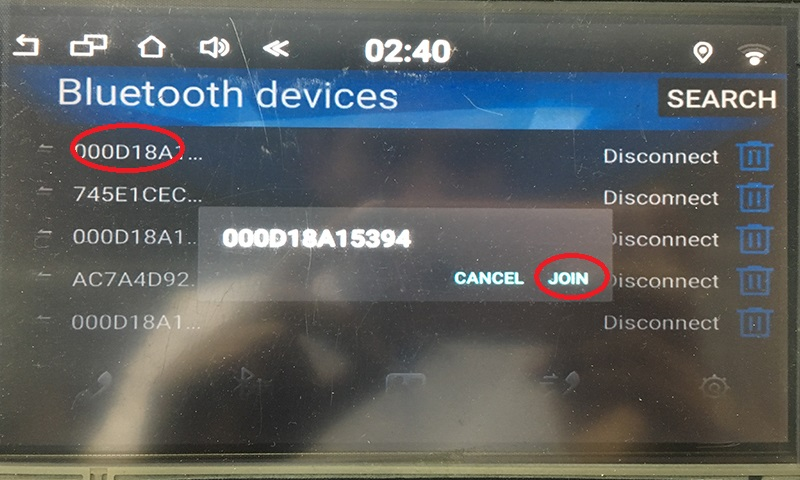 02:40
Bluetooth devices
SEARCH
000D18A1... Disconnect
745E1CEC... Disconnect
000D18A1.. Disconnect
000D18A15394
AC7A4D92. Disconnect
CANCEL JOIN
000D18A1... Disconnect